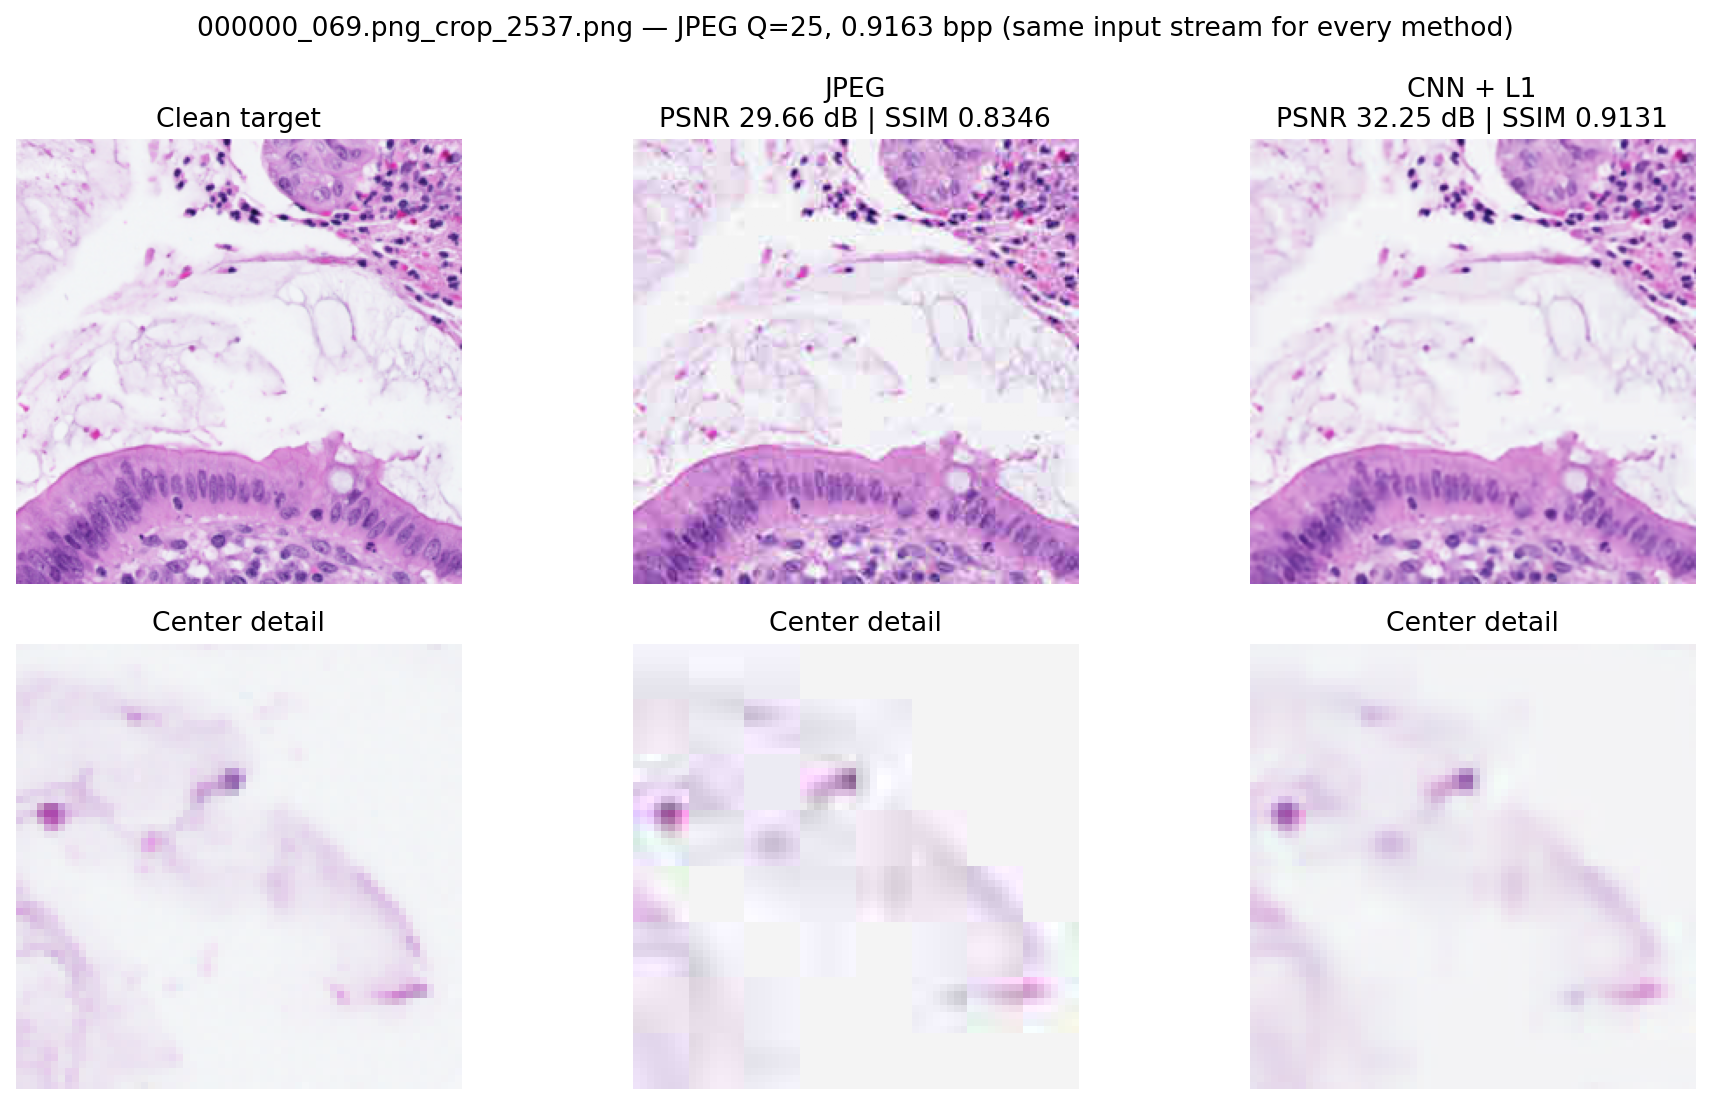 000000_069.png_crop_2537.png — JPEG Q=25, 0.9163 bpp (same input stream for every method)
Clean target
JPEG
PSNR 29.66 dB | SSIM 0.8346
CNN + L1
PSNR 32.25 dB | SSIM 0.9131
Center detail
Center detail
Center detail